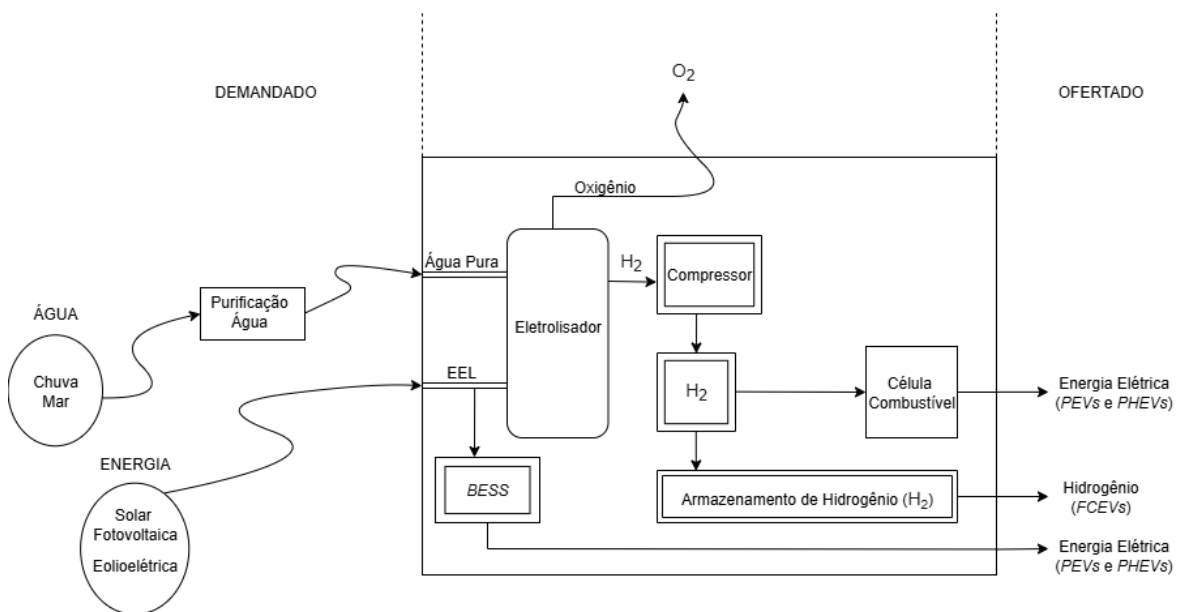 O₂
DEMANDADO
OFERTADO
Oxigênio
Água Pura
H₂
Compressor
Purificação
Água
ÁGUA
Eletrolisador
Chuva
Mar
EEL
H₂
Célula
Combustível
Energia Elétrica
(PEVs e PHEVs)
ENERGIA
BESS
Armazenamento de Hidrogênio (H₂)
Hidrogênio
(FCEVs)
Solar
Fotovoltaica
Eolioelétrica
Energia Elétrica
(PEVs e PHEVs)